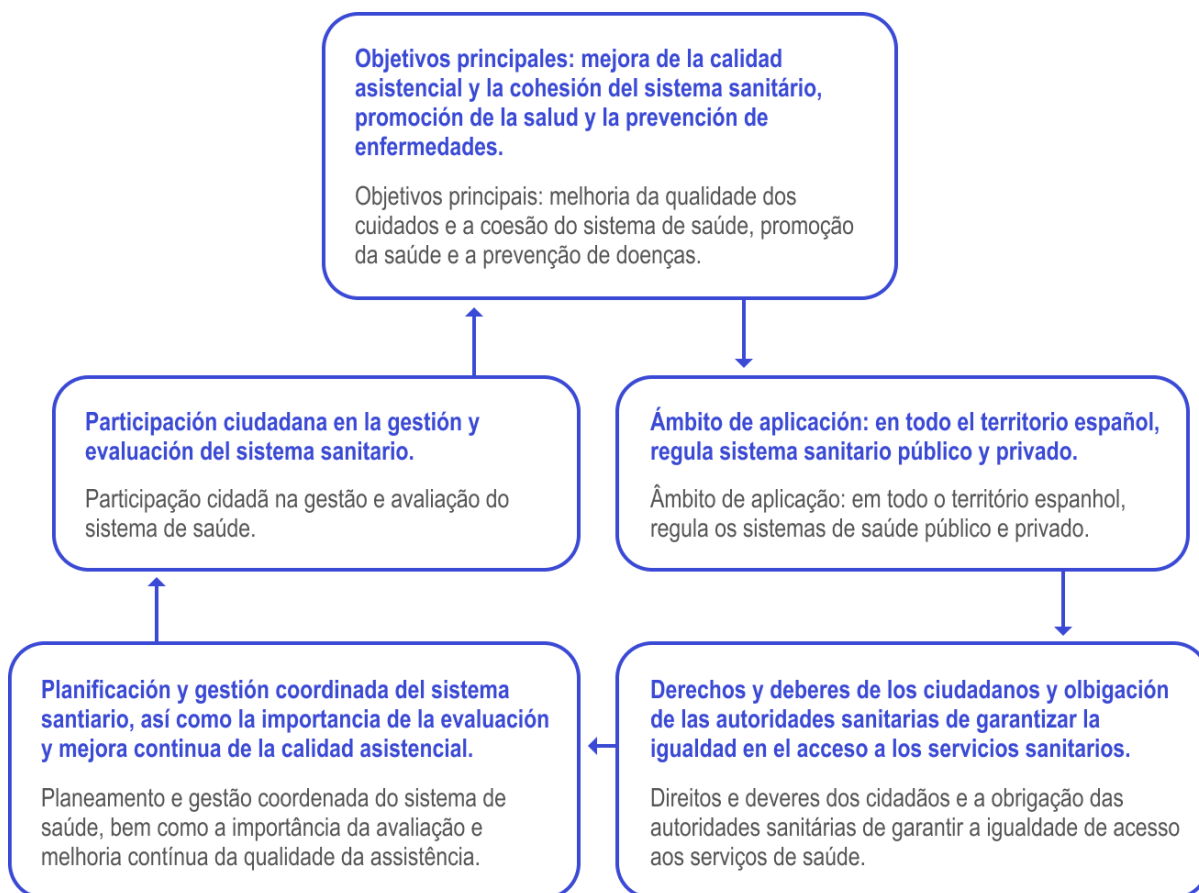 Objetivos principales: mejora de la calidad
asistencial y la cohesión del sistema sanitário,
promoción de la salud y la prevención de
enfermedades.
Objetivos principais: melhoria da qualidade dos
cuidados e a coesão do sistema de saúde, promoção
da saúde e a prevenção de doenças.
Participación ciudadana en la gestión y
evaluación del sistema sanitario.
Participação cidadã na gestão e avaliação do
sistema de saúde.
Ámbito de aplicación: en todo el territorio español,
regula sistema sanitario público y privado.
Âmbito de aplicação: em todo o território espanhol,
regula os sistemas de saúde público e privado.
Planificación y gestión coordinada del sistema
santiario, así como la importancia de la evaluación
y mejora continua de la calidad asistencial.
Planeamento e gestão coordenada do sistema de
saúde, bem como a importância da avaliação e
melhoria contínua da qualidade da assistência.
Derechos y deberes de los ciudadanos y olbigación
de las autoridades sanitarias de garantizar la
igualdad en el acceso a los servicios sanitarios.
Direitos e deveres dos cidadãos e a obrigação das
autoridades sanitárias de garantir a igualdade de acesso
aos serviços de saúde.